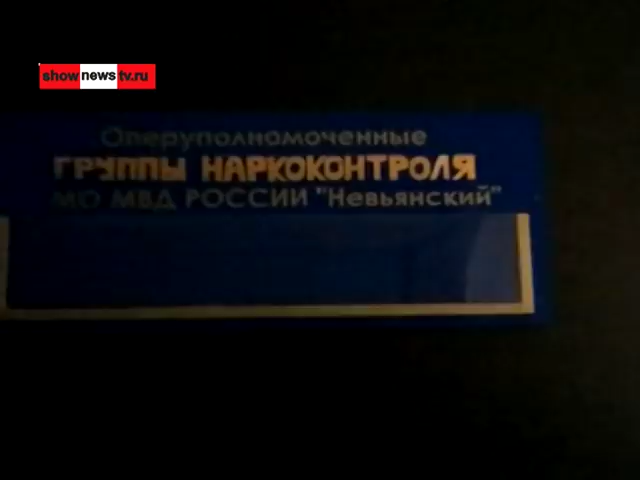 shownewstv.ru
Оперуполномоченные
ГРУППЫ НАРКОКОНТРОЛЯ
МО МВД РОССИИ "Невьянский"